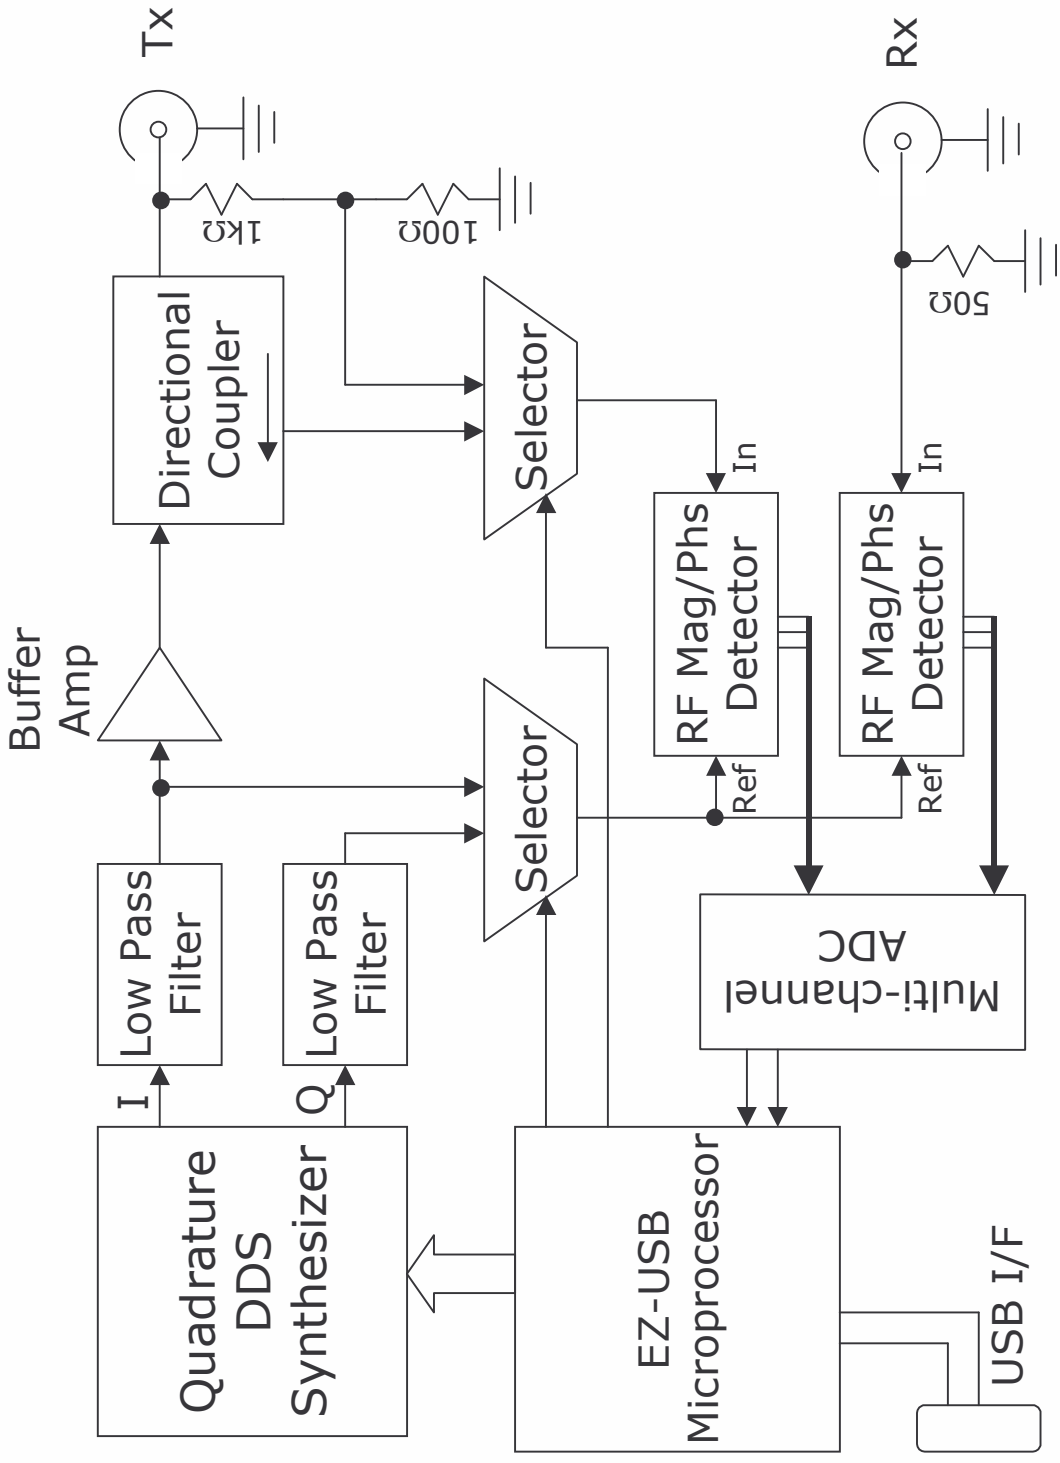 Quadrature
DDS
Synthesizer
I
Low Pass
Filter
Q
Low Pass
Filter
Buffer
Amp
Directional
Coupler
Tx
1kΩ
100Ω
Selector
Selector
EZ-USB
Microprocessor
RF Mag/Phs
Detector
Ref
In
RF Mag/Phs
Detector
Ref
In
Rx
50Ω
Multi-channel
ADC
USB I/F